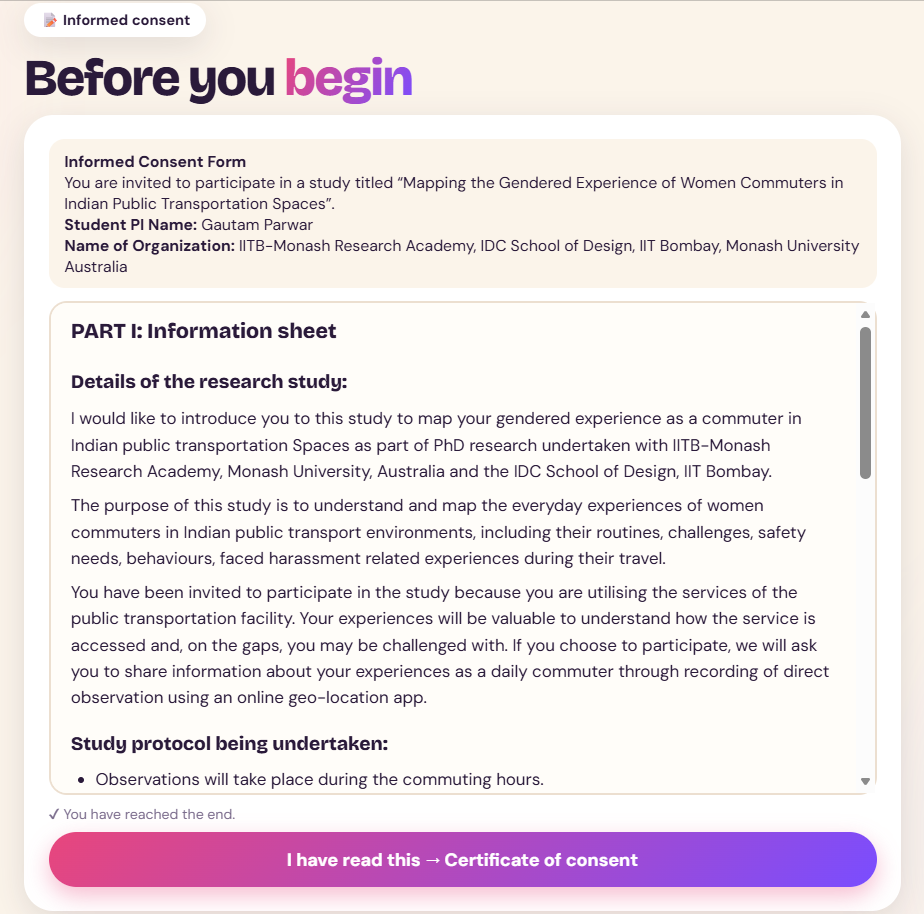 Informed consent
Before you begin
Informed Consent Form
You are invited to participate in a study titled “Mapping the Gendered Experience of Women Commuters in
Indian Public Transportation Spaces”.
Student PI Name: Gautam Parwar
Name of Organization: IITB-Monash Research Academy, IDC School of Design, IIT Bombay, Monash University
Australia
PART I: Information sheet
Details of the research study:
I would like to introduce you to this study to map your gendered experience as a commuter in
Indian public transportation Spaces as part of PhD research undertaken with IITB-Monash
Research Academy, Monash University, Australia and the IDC School of Design, IIT Bombay.
The purpose of this study is to understand and map the everyday experiences of women
commuters in Indian public transport environments, including their routines, challenges, safety
needs, behaviours, faced harassment related experiences during their travel.
You have been invited to participate in the study because you are utilising the services of the
public transportation facility. Your experiences will be valuable to understand how the service is
accessed and, on the gaps, you may be challenged with. If you choose to participate, we will ask
you to share information about your experiences as a daily commuter through recording of direct
observation using an online geo-location app.
Study protocol being undertaken:
• Observations will take place during the commuting hours.
✓ You have reached the end.
I have read this → Certificate of consent